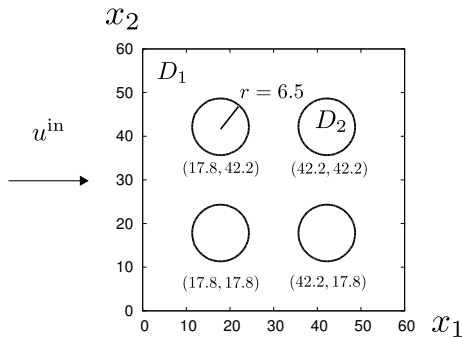 x₂
60
D₁
50
r = 6.5
uⁱⁿ
40
D₂
(17.8, 42.2) (42.2, 42.2)
30
20
10
(17.8, 17.8) (42.2, 17.8)
0
0 10 20 30 40 50 60 x₁